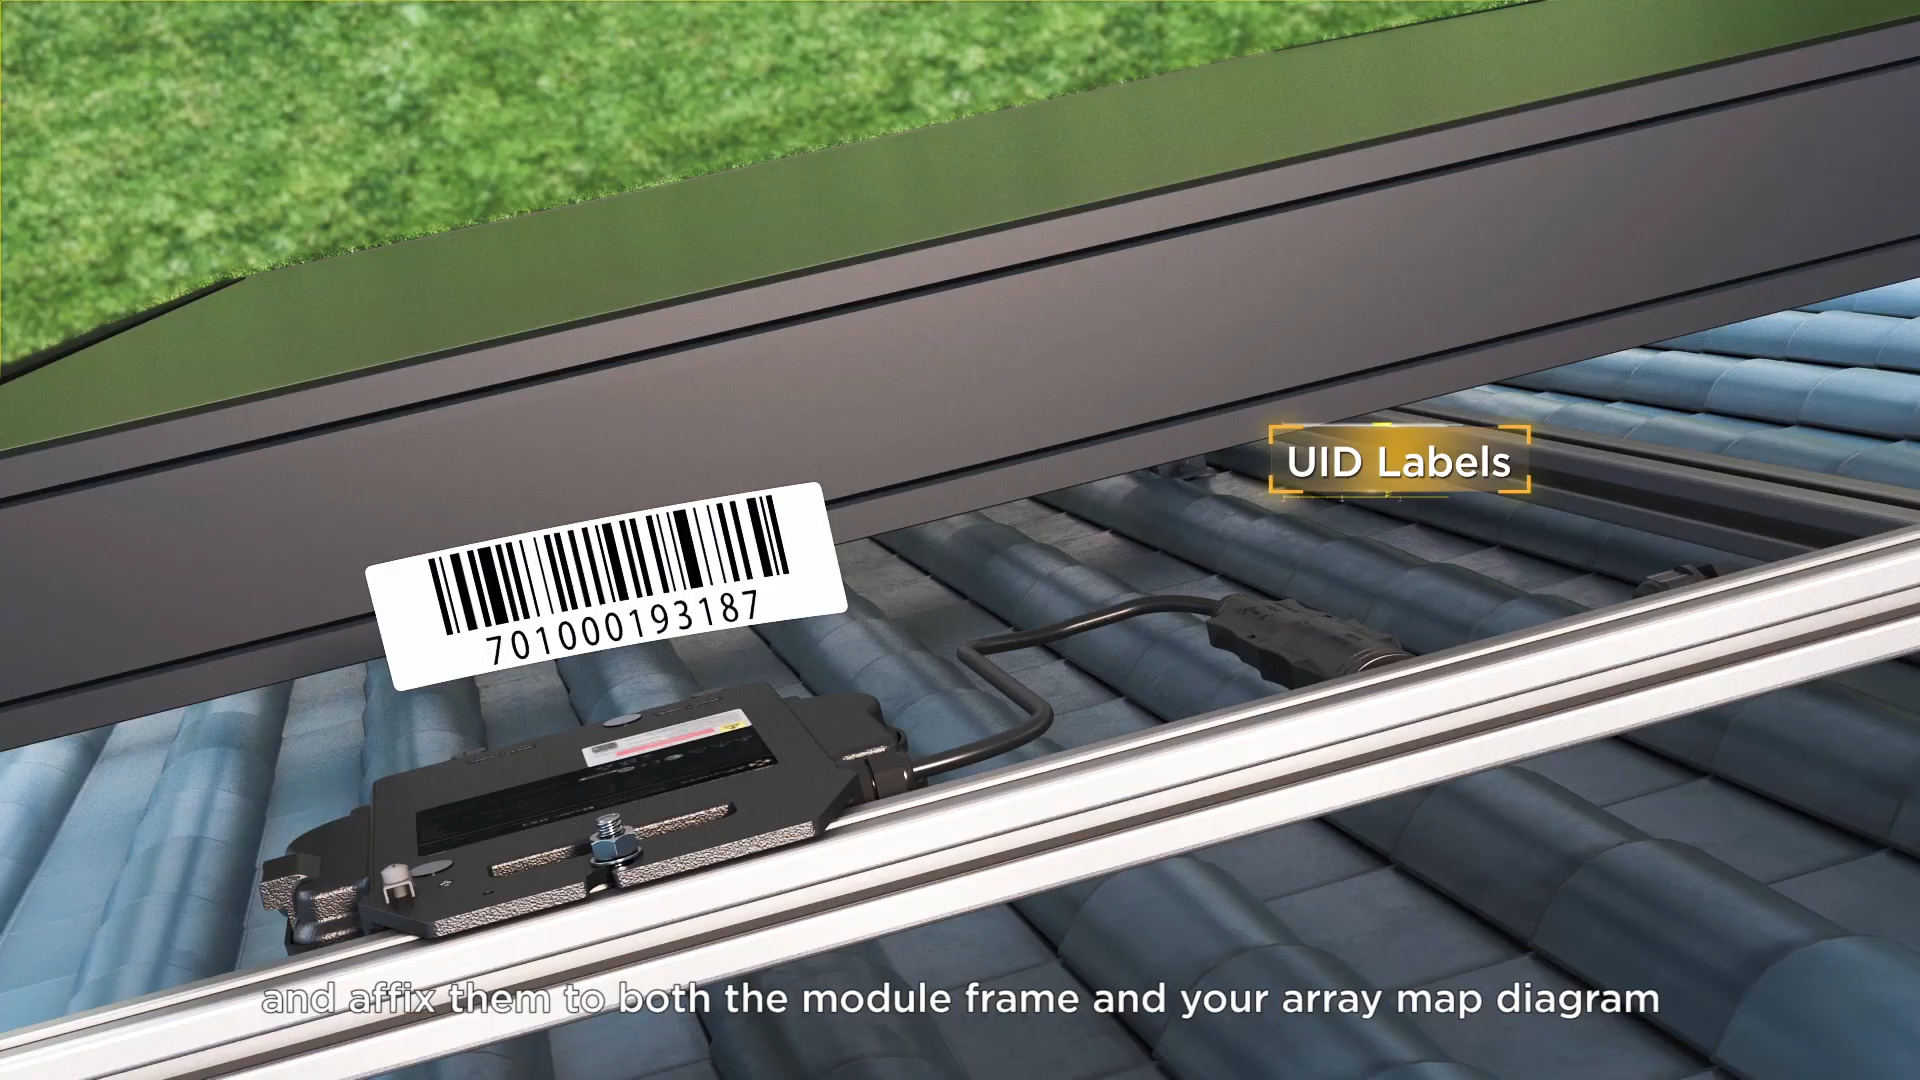 UID Labels
701000193187
and affix them to both the module frame and your array map diagram